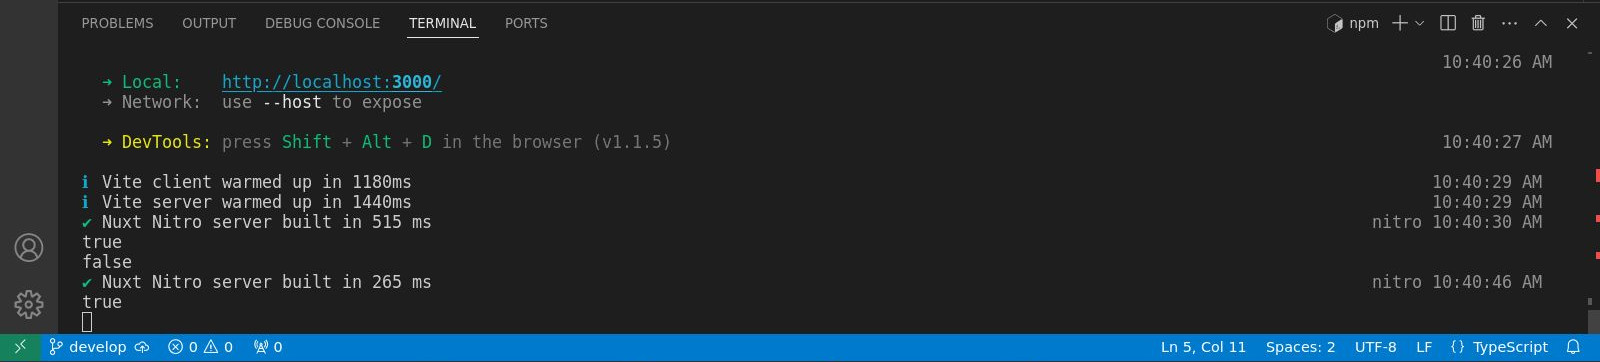 PROBLEMS OUTPUT DEBUG CONSOLE TERMINAL PORTS npm
10:40:26 AM
➜ Local: http://localhost:3000/
➜ Network: use --host to expose
➜ DevTools: press Shift + Alt + D in the browser (v1.1.5) 10:40:27 AM
ℹ Vite client warmed up in 1180ms 10:40:29 AM
ℹ Vite server warmed up in 1440ms 10:40:29 AM
✔ Nuxt Nitro server built in 515 ms nitro 10:40:30 AM
true
false
✔ Nuxt Nitro server built in 265 ms nitro 10:40:46 AM
true
develop 0 0 0 Ln 5, Col 11 Spaces: 2 UTF-8 LF {} TypeScript